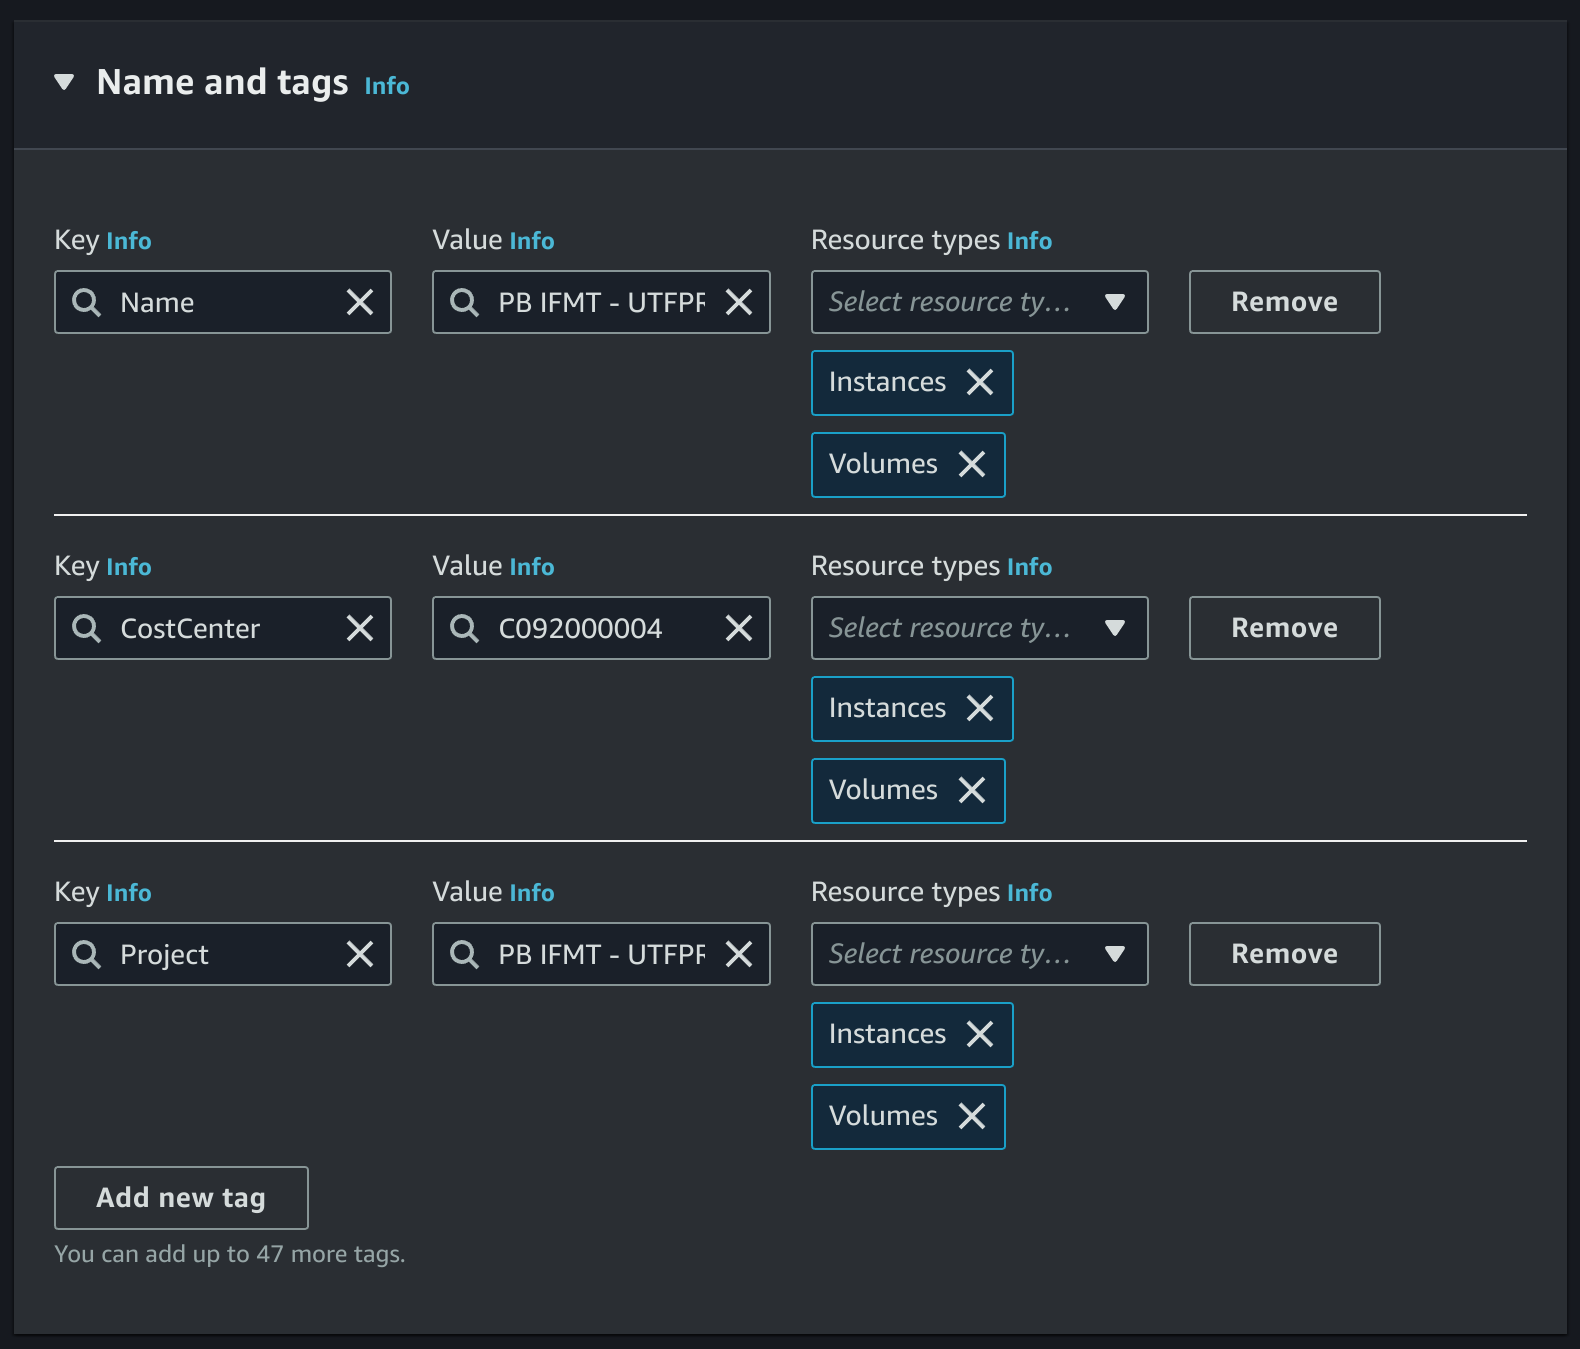 Name and tags Info
Key Info Value Info Resource types Info
Name PB IFMT - UTFPR Select resource ty... Remove
Instances
Volumes
Key Info Value Info Resource types Info
CostCenter C092000004 Select resource ty... Remove
Instances
Volumes
Key Info Value Info Resource types Info
Project PB IFMT - UTFPR Select resource ty... Remove
Instances
Volumes
Add new tag
You can add up to 47 more tags.